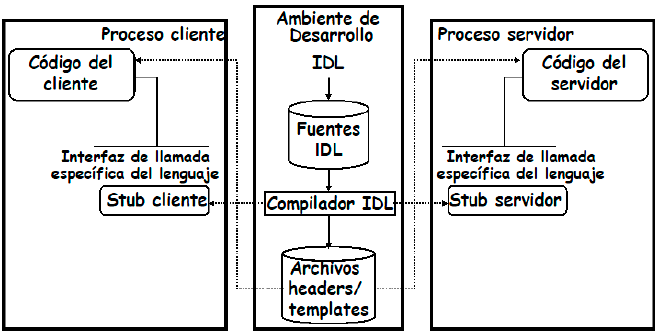 Proceso cliente
Código del
cliente
Interfaz de llamada
específica del lenguaje
Stub cliente
Ambiente de
Desarrollo
IDL
Fuentes
IDL
Compilador IDL
Archivos
headers/
templates
Proceso servidor
Código del
servidor
Interfaz de llamada
específica del lenguaje
Stub servidor